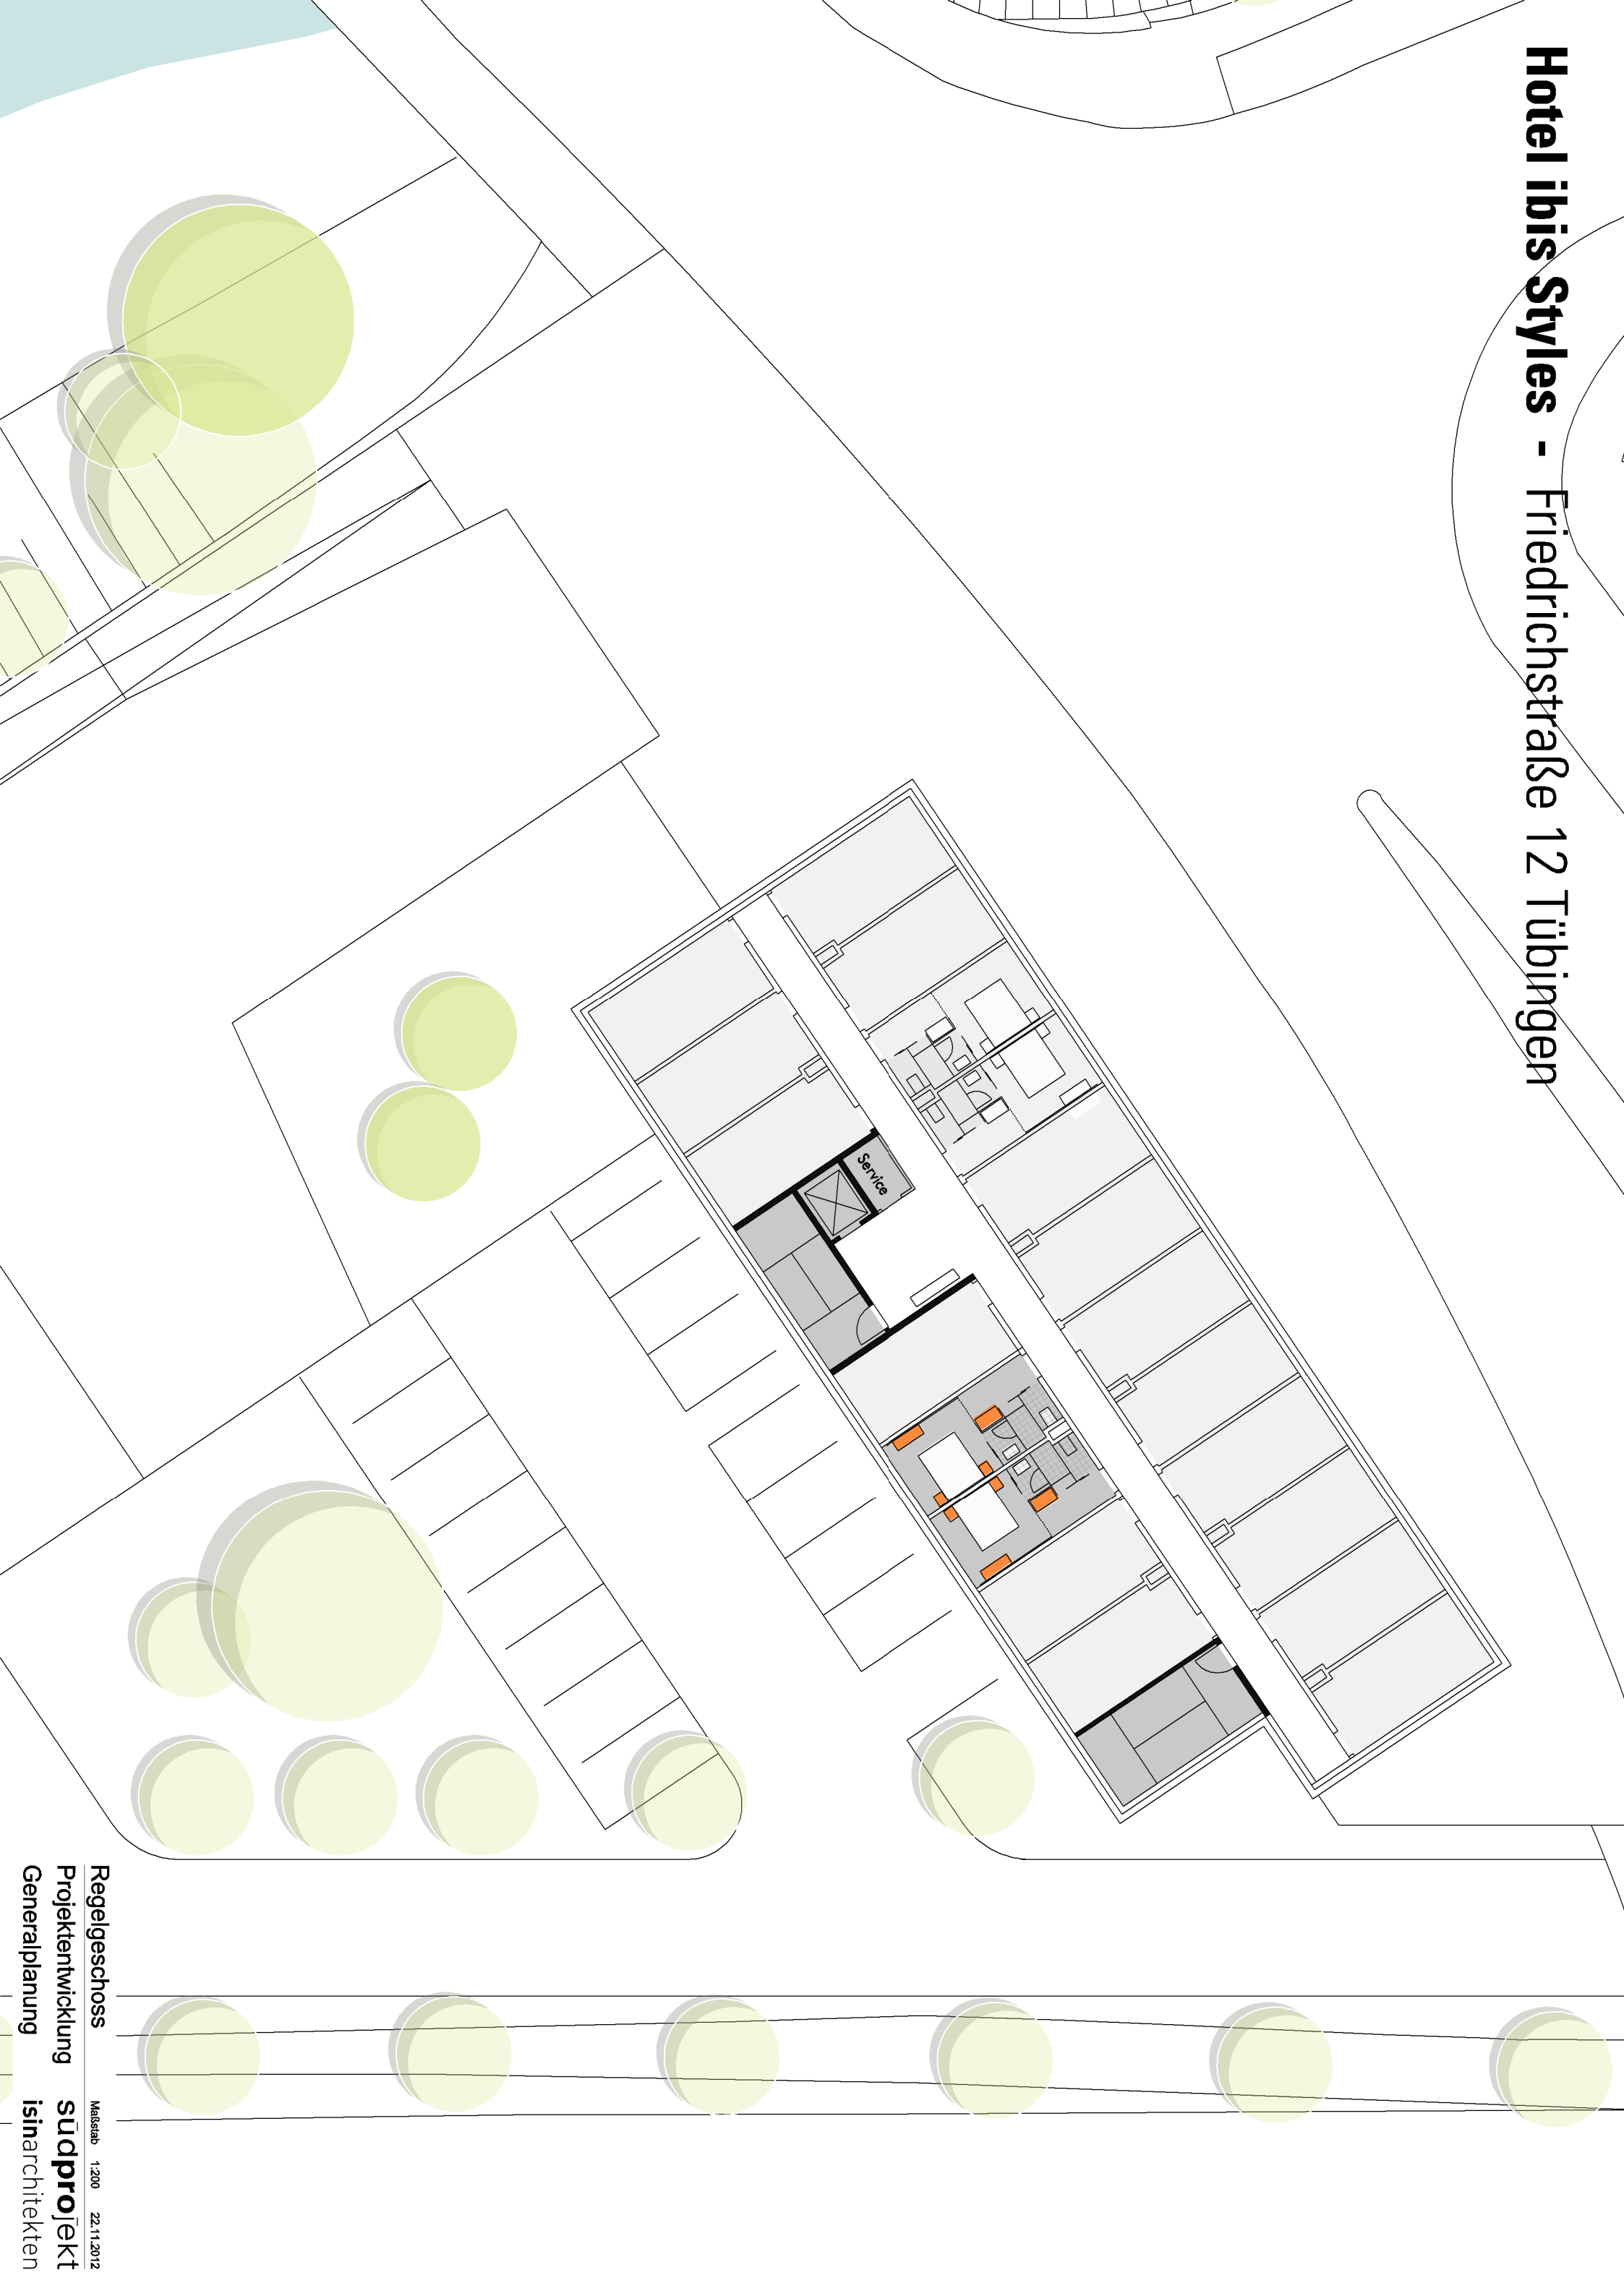 Hotel ibis Styles - Friedrichstraße 12 Tübingen
Service
Regelgeschoss Maßstab 1:200 22.11.2012
Projektentwicklung südprojekt
Generalplanung isinarchitekten